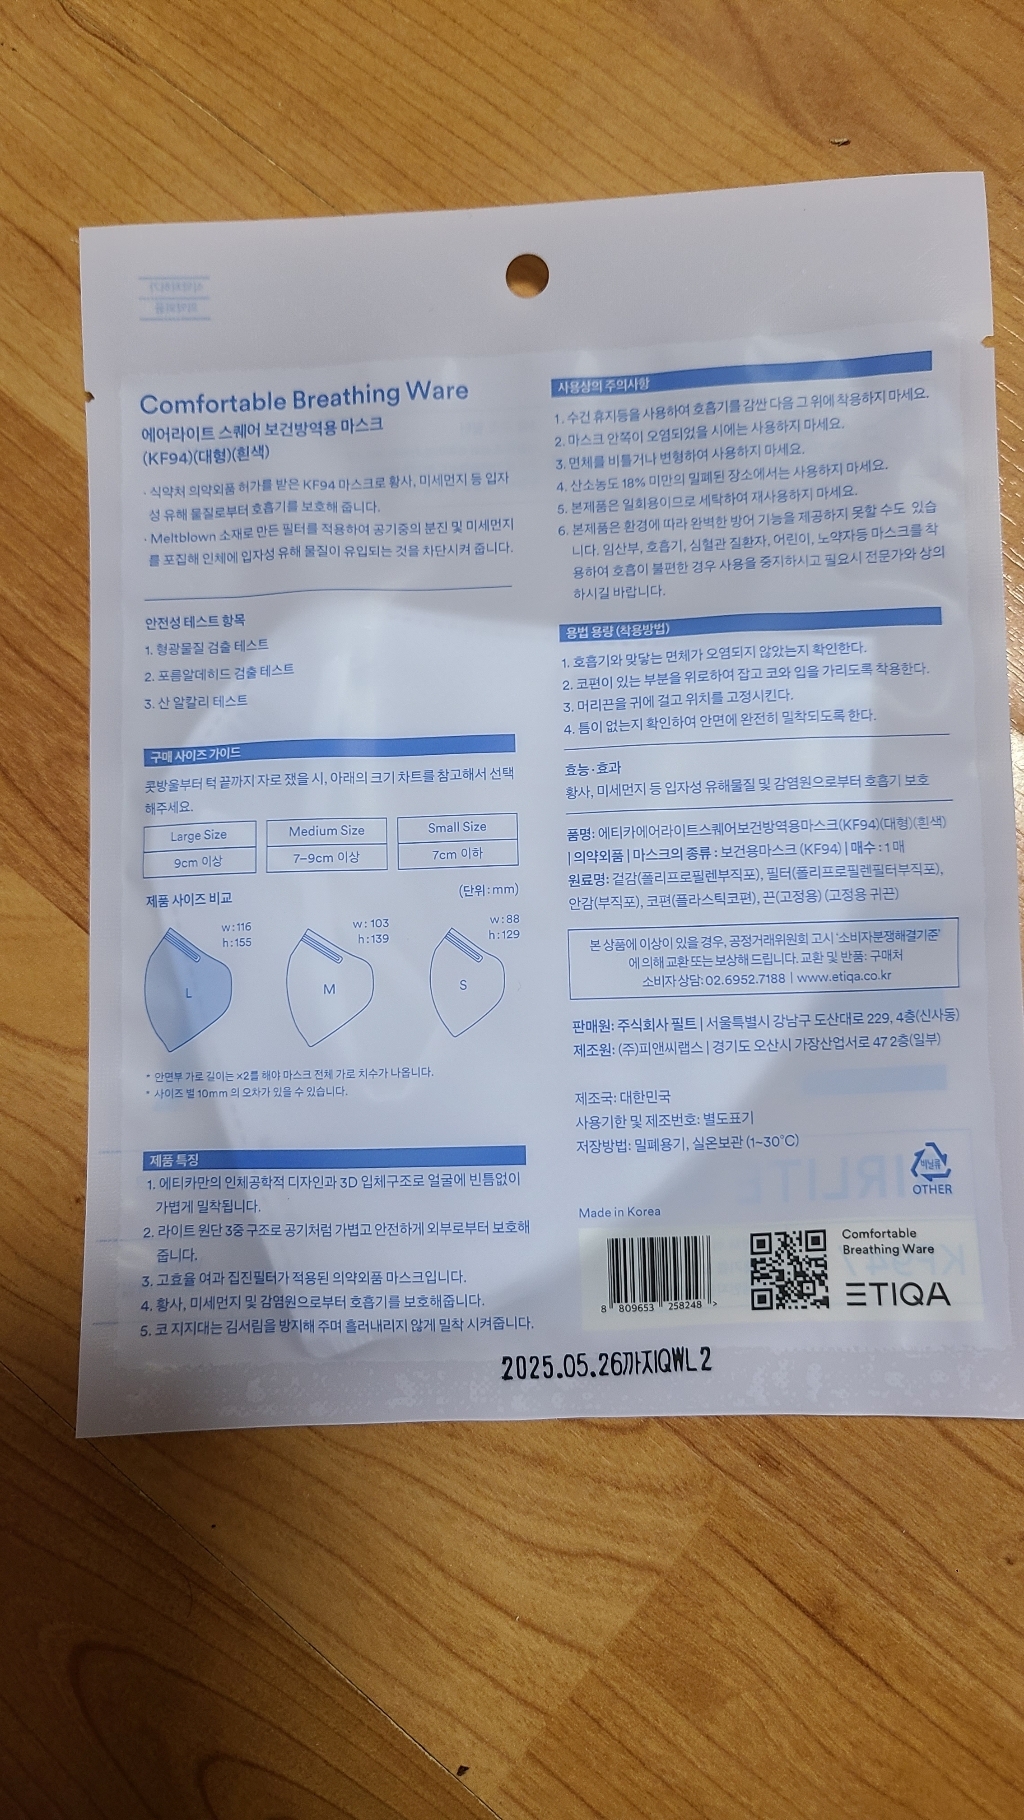 Comfortable Breathing Ware
에어라이트 스퀘어 보건방역용 마스크
(KF94)(대형)(흰색)
· 식약처 의약외품 허가를 받은 KF94 마스크로 황사, 미세먼지 등 입자
성 유해 물질로부터 호흡기를 보호해 줍니다.
· Meltblown 소재로 만든 필터를 적용하여 공기중의 분진 및 미세먼지
를 포집해 인체에 입자성 유해 물질이 유입되는 것을 차단시켜 줍니다.
안전성 테스트 항목
1. 형광물질 검출 테스트
2. 포름알데히드 검출 테스트
3. 산 알칼리 테스트
구매 사이즈 가이드
콧방울부터 턱 끝까지 자로 쟀을 시, 아래의 크기 차트를 참고해서 선택
해주세요.
Large Size Medium Size Small Size
9cm 이상 7-9cm 이상 7cm 이하
제품 사이즈 비교 (단위:mm)
w:116 w:103 w:88
h:155 h:139 h:129
L M S
* 안면부 가로 길이는 ×2를 해야 마스크 전체 가로 치수가 나옵니다.
* 사이즈 별 10mm 의 오차가 있을 수 있습니다.
제품 특징
1. 에티카만의 인체공학적 디자인과 3D 입체구조로 얼굴에 빈틈없이
가볍게 밀착됩니다.
2. 라이트 원단 3중 구조로 공기처럼 가볍고 안전하게 외부로부터 보호해
줍니다.
3. 고효율 여과 집진필터가 적용된 의약외품 마스크입니다.
4. 황사, 미세먼지 및 감염원으로부터 호흡기를 보호해줍니다.
5. 코 지지대는 김서림을 방지해 주며 흘러내리지 않게 밀착 시켜줍니다.
사용상의 주의사항
1. 수건 휴지등을 사용하여 호흡기를 감싼 다음 그 위에 착용하지 마세요.
2. 마스크 안쪽이 오염되었을 시에는 사용하지 마세요.
3. 면체를 비틀거나 변형하여 사용하지 마세요.
4. 산소농도 18% 미만의 밀폐된 장소에서는 사용하지 마세요.
5. 본제품은 일회용이므로 세탁하여 재사용하지 마세요.
6. 본제품은 환경에 따라 완벽한 방어 기능을 제공하지 못할 수도 있습
니다. 임산부, 호흡기, 심혈관 질환자, 어린이, 노약자등 마스크를 착
용하여 호흡이 불편한 경우 사용을 중지하시고 필요시 전문가와 상의
하시길 바랍니다.
용법 용량 (착용방법)
1. 호흡기와 맞닿는 면체가 오염되지 않았는지 확인한다.
2. 코편이 있는 부분을 위로하여 잡고 코와 입을 가리도록 착용한다.
3. 머리끈을 귀에 걸고 위치를 고정시킨다.
4. 틈이 없는지 확인하여 안면에 완전히 밀착되도록 한다.
효능·효과
황사, 미세먼지 등 입자성 유해물질 및 감염원으로부터 호흡기 보호
품명: 에티카에어라이트스퀘어보건방역용마스크(KF94)(대형)(흰색)
| 의약외품 | 마스크의 종류 : 보건용마스크 (KF94) | 매수 : 1 매
원료명: 겉감(폴리프로필렌부직포), 필터(폴리프로필렌필터부직포),
안감(부직포), 코편(플라스틱코편), 끈(고정용) (고정용 귀끈)
본 상품에 이상이 있을 경우, 공정거래위원회 고시 '소비자분쟁해결기준'
에 의해 교환 또는 보상해 드립니다. 교환 및 반품: 구매처
소비자 상담: 02.6952.7188 | www.etiqa.co.kr
판매원: 주식회사 필트 | 서울특별시 강남구 도산대로 229, 4층(신사동)
제조원: (주)피앤씨랩스 | 경기도 오산시 가장산업서로 47 2층(일부)
제조국: 대한민국
사용기한 및 제조번호: 별도표기
저장방법: 밀폐용기, 실온보관 (1~30°C)
OTHER
Made in Korea
8 809653 258248 >
Comfortable
Breathing Ware
ETIQA
2025.05.26까지QWL2